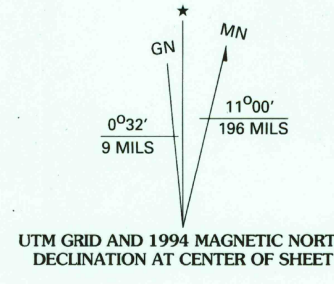 ★
GN
MN
0°32'
9 MILS
11°00'
196 MILS
UTM GRID AND 1994 MAGNETIC NORT
DECLINATION AT CENTER OF SHEET